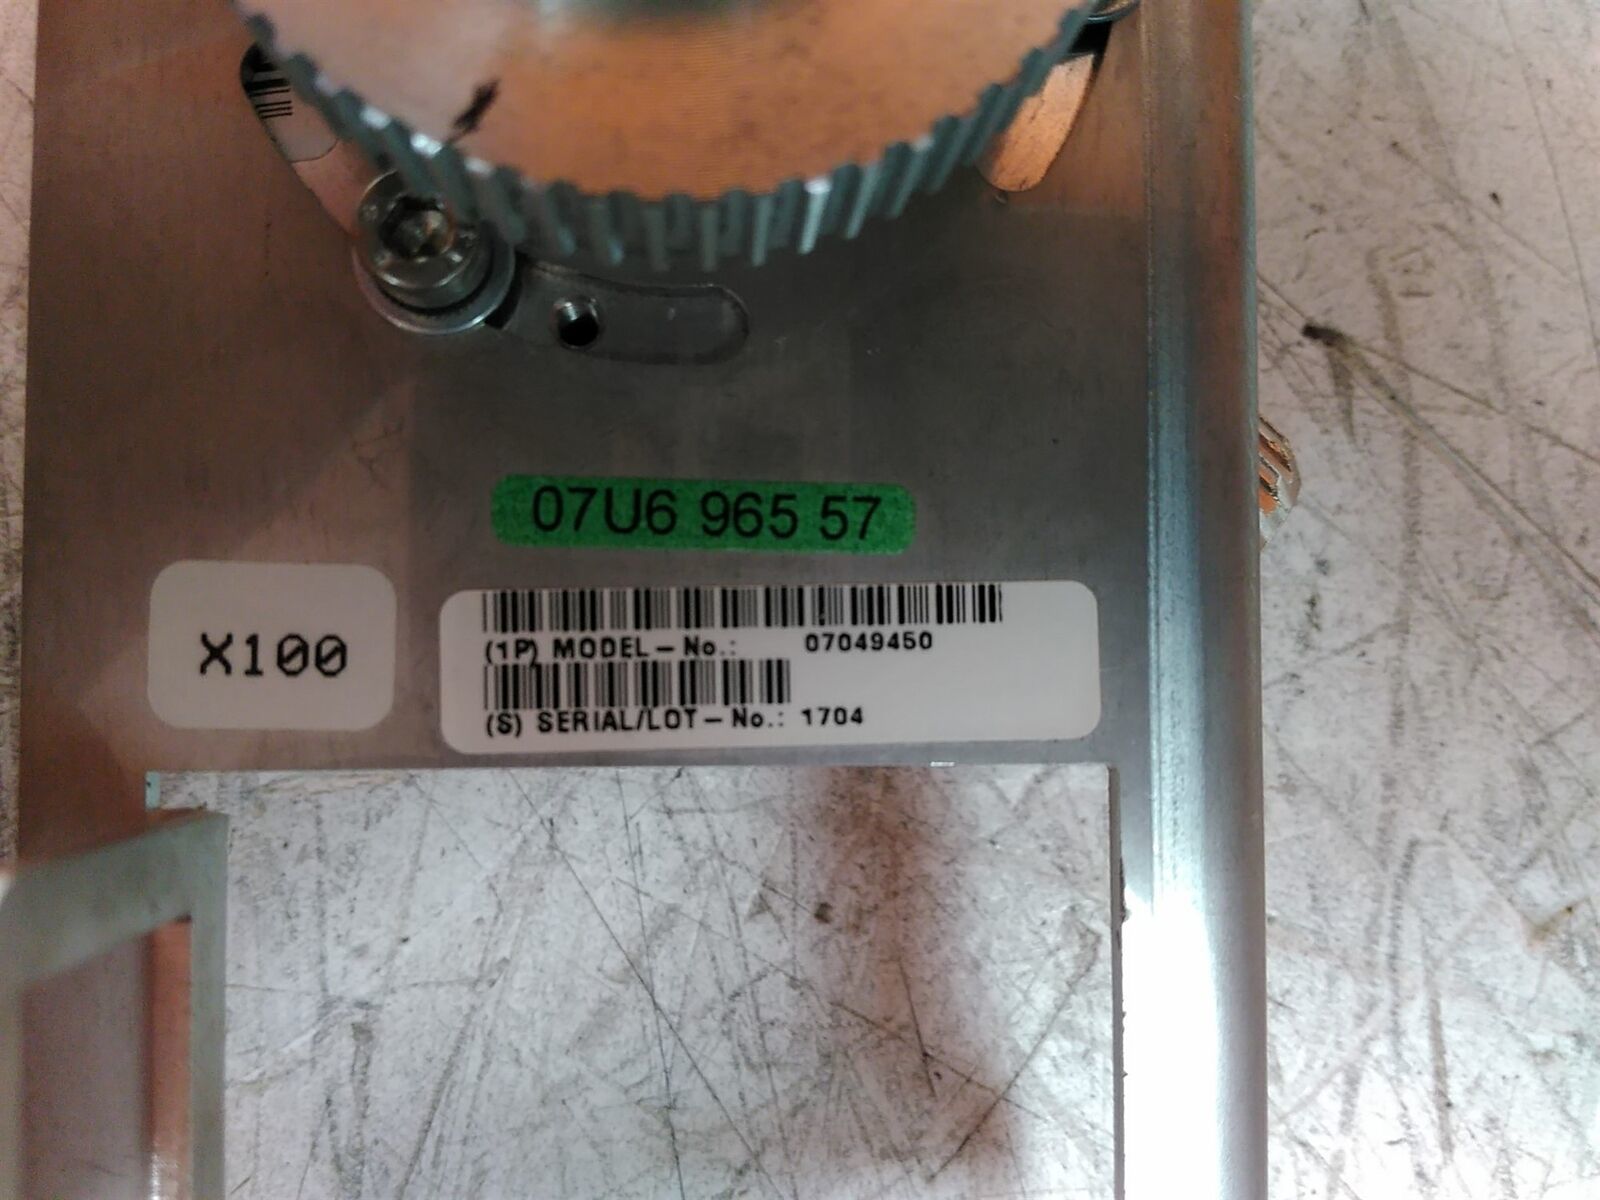 07U6 965 57
X100
(1P) MODEL-No.: 07049450
(S) SERIAL/LOT-No.: 1704